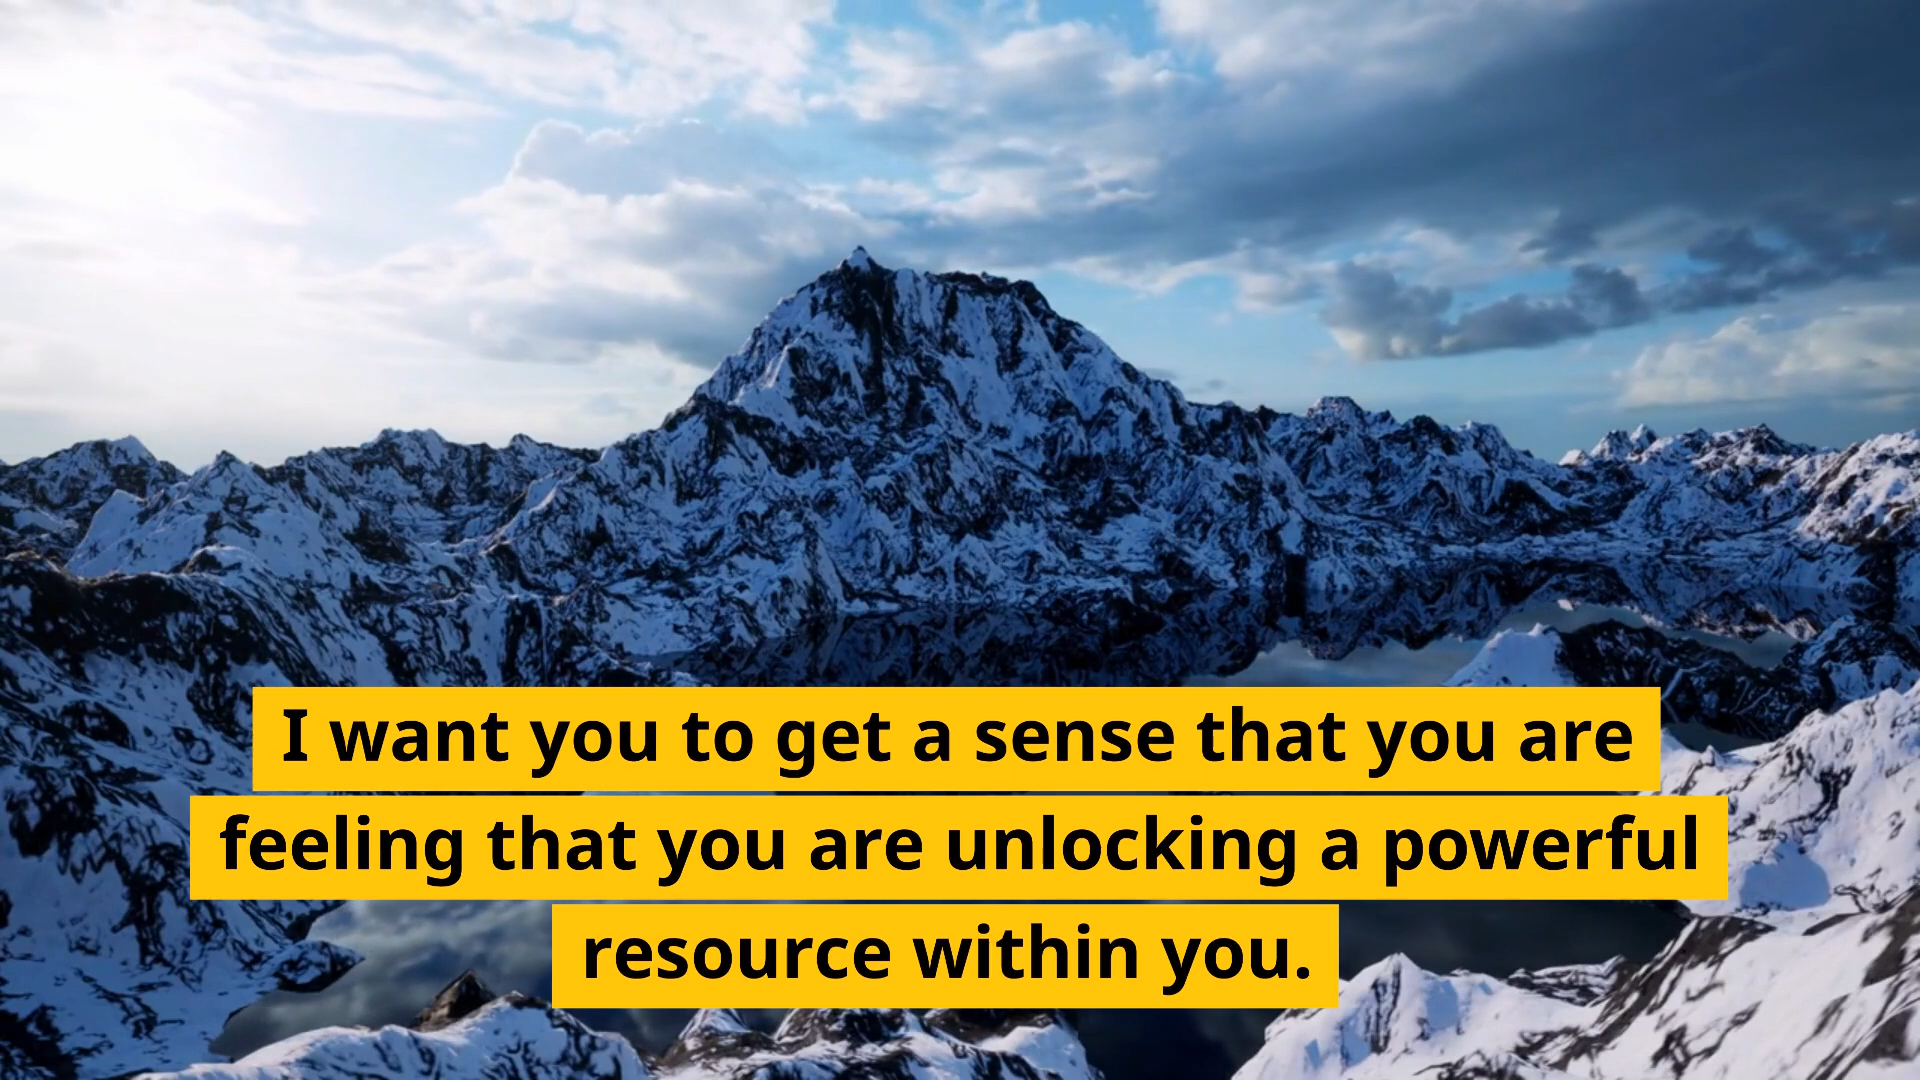 I want you to get a sense that you are
feeling that you are unlocking a powerful
resource within you.